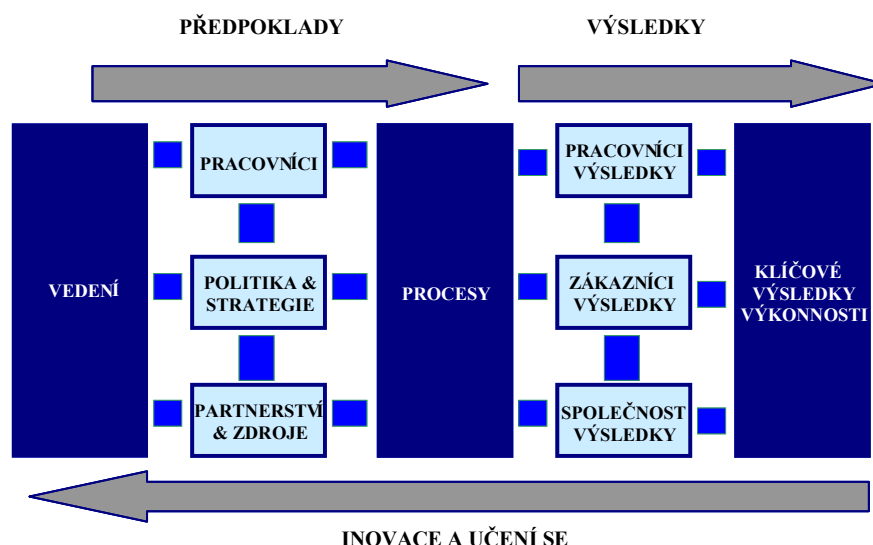 PŘEDPOKLADY
VÝSLEDKY
VEDENÍ
PRACOVNÍCI
POLITIKA &
STRATEGIE
PARTNERSTVÍ
& ZDROJE
PROCESY
PRACOVNÍCI
VÝSLEDKY
ZÁKAZNÍCI
VÝSLEDKY
SPOLEČNOST
VÝSLEDKY
KLÍČOVÉ
VÝSLEDKY
VÝKONNOSTI
INOVACE A UČENÍ SE